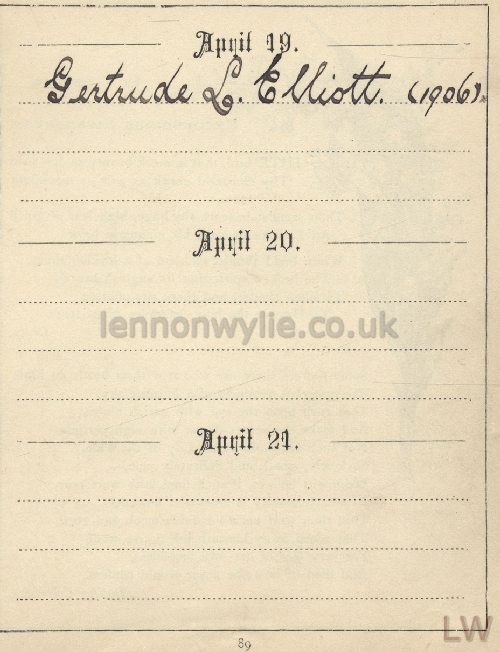 April 19.
Gertrude L. Elliott. (1906).
April 20.
lennonwylie.co.uk
April 21.
89
LW